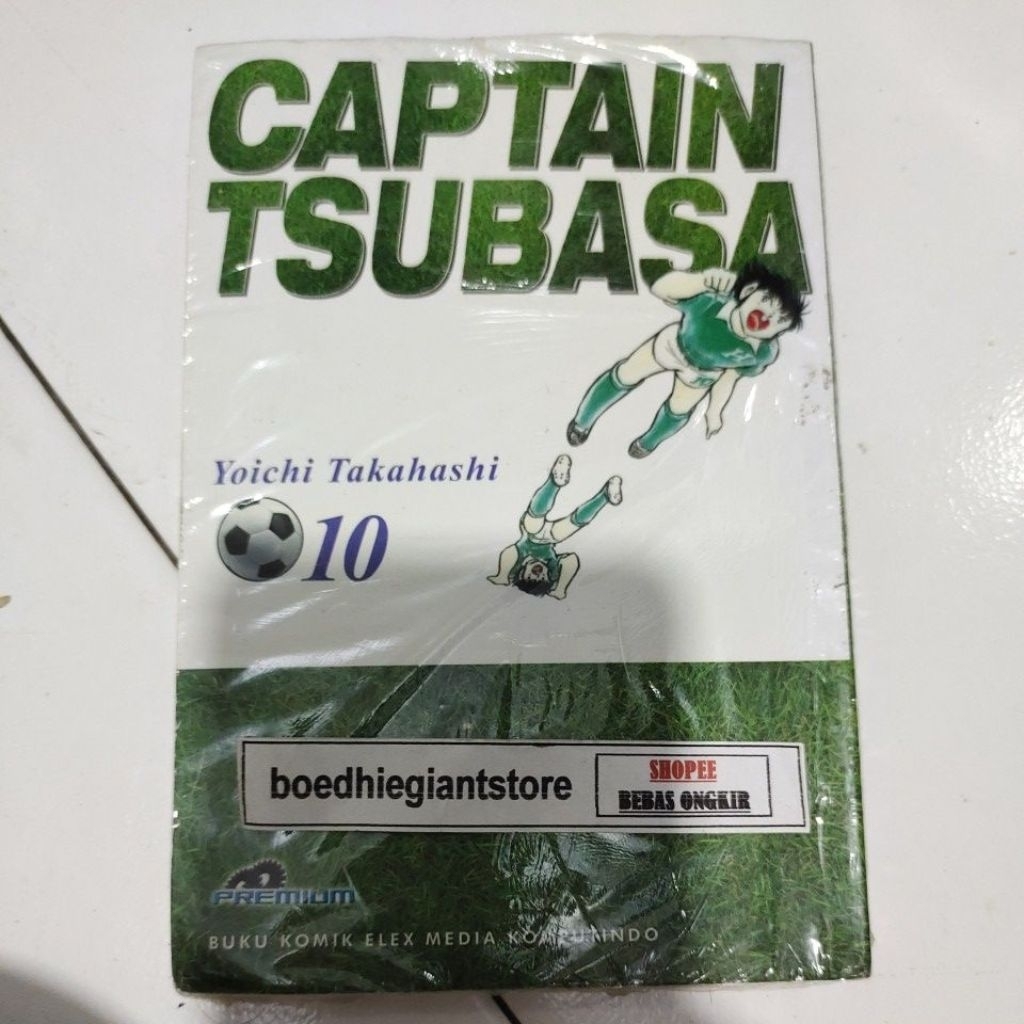 CAPTAIN
TSUBASA
Yoichi Takahashi
10
boedhiegiantstore
SHOPEE
BEBAS ONGKIR
PREMIUM
BUKU KOMIK ELEX MEDIA KOMPUTINDO